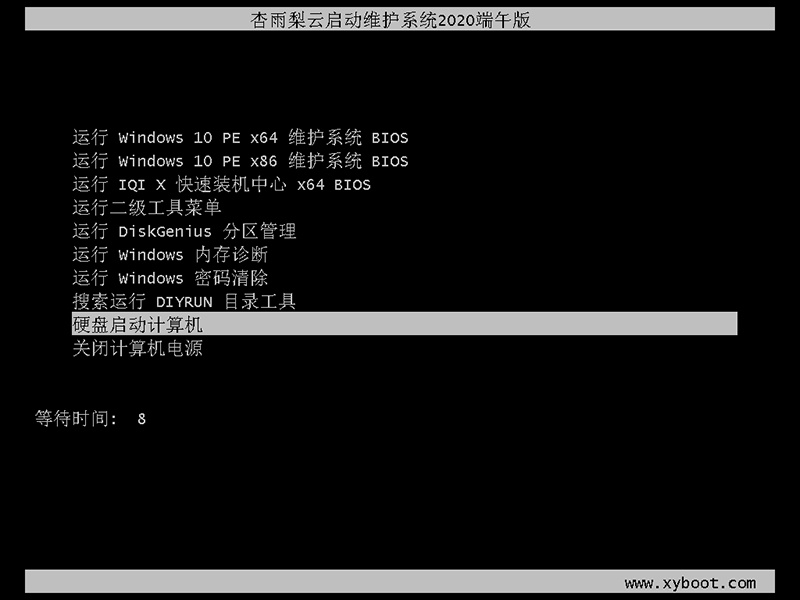 杏雨梨云启动维护系统2020端午版
运行 Windows 10 PE x64 维护系统 BIOS
运行 Windows 10 PE x86 维护系统 BIOS
运行 IQI X 快速装机中心 x64 BIOS
运行二级工具菜单
运行 DiskGenius 分区管理
运行 Windows 内存诊断
运行 Windows 密码清除
搜索运行 DIYRUN 目录工具
硬盘启动计算机
关闭计算机电源
等待时间: 8
www.xyboot.com